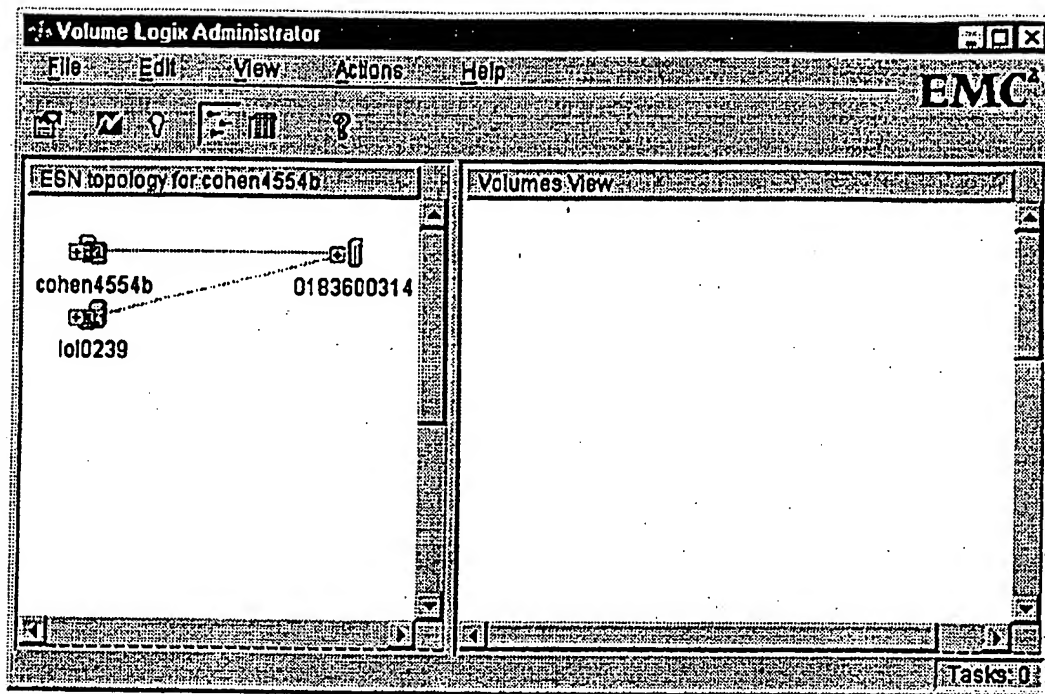 Volume Logix Administrator
File Edit View Actions Help
EMC²
ESN topology for cohen4554b
Volumes View
cohen4554b
0183600314
lol0239
Tasks: 0